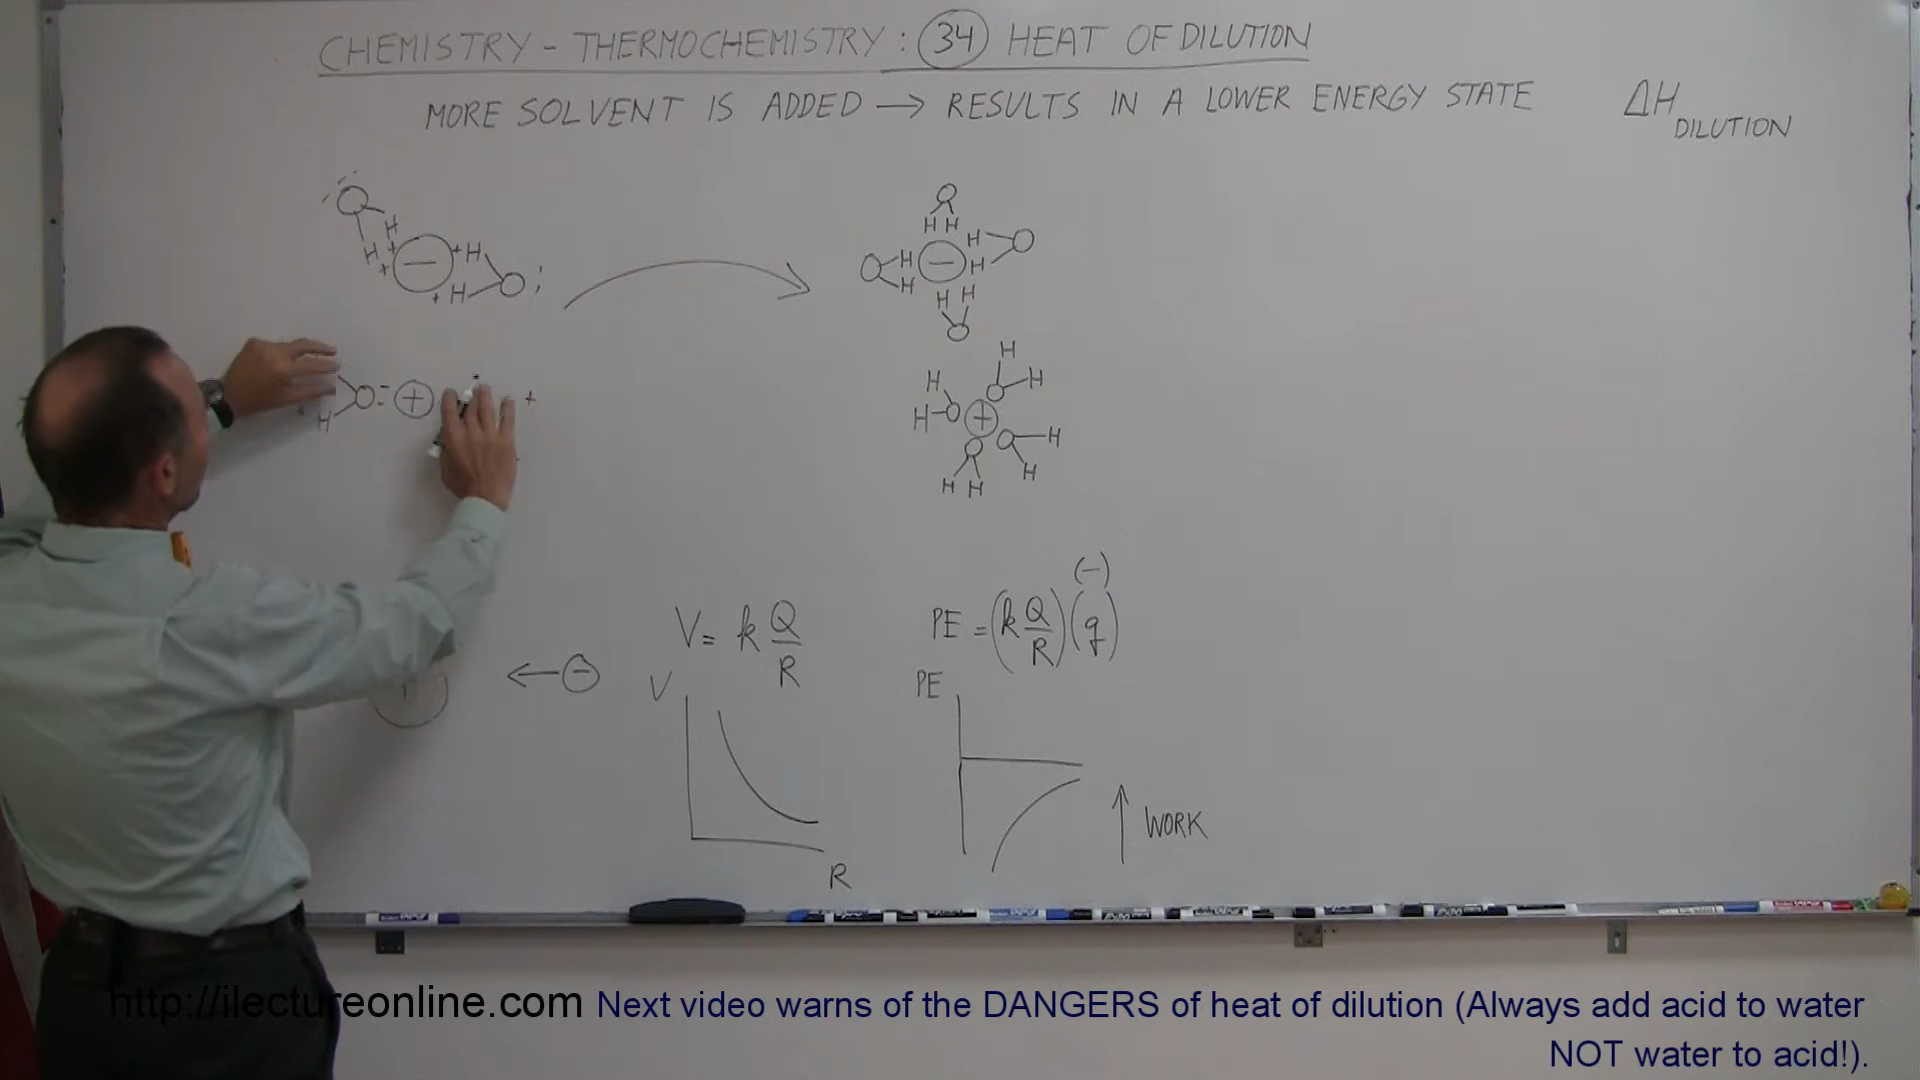 CHEMISTRY - THERMOCHEMISTRY : 34 HEAT OF DILUTION
MORE SOLVENT IS ADDED → RESULTS IN A LOWER ENERGY STATE ΔH DILUTION
O H H + + − + H + H O
O H = + +
O H H
O H H − H H O
H H O
H H O
H H O +
O H H
O H H
V = k Q/R
PE = (k Q/R)(q) (−)
← −
V
R
PE
↑ WORK
http://ilectureonline.com Next video warns of the DANGERS of heat of dilution (Always add acid to water
NOT water to acid!).